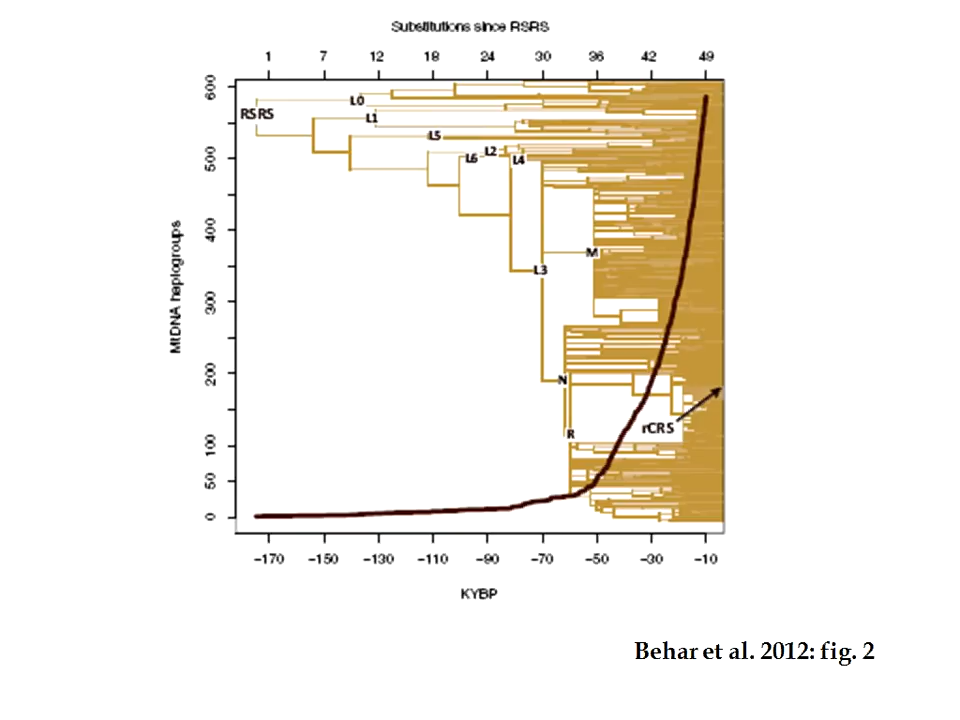 Substitutions since RSRS
1 7 12 18 24 30 36 42 49
MtDNA haplogroups
600
500
400
300
200
100
50
0
RSRS
L0
L1
L5
L2
L6
L4
M
L3
N
R
rCRS
−170 −150 −130 −110 −90 −70 −50 −30 −10
KYBP
Behar et al. 2012: fig. 2